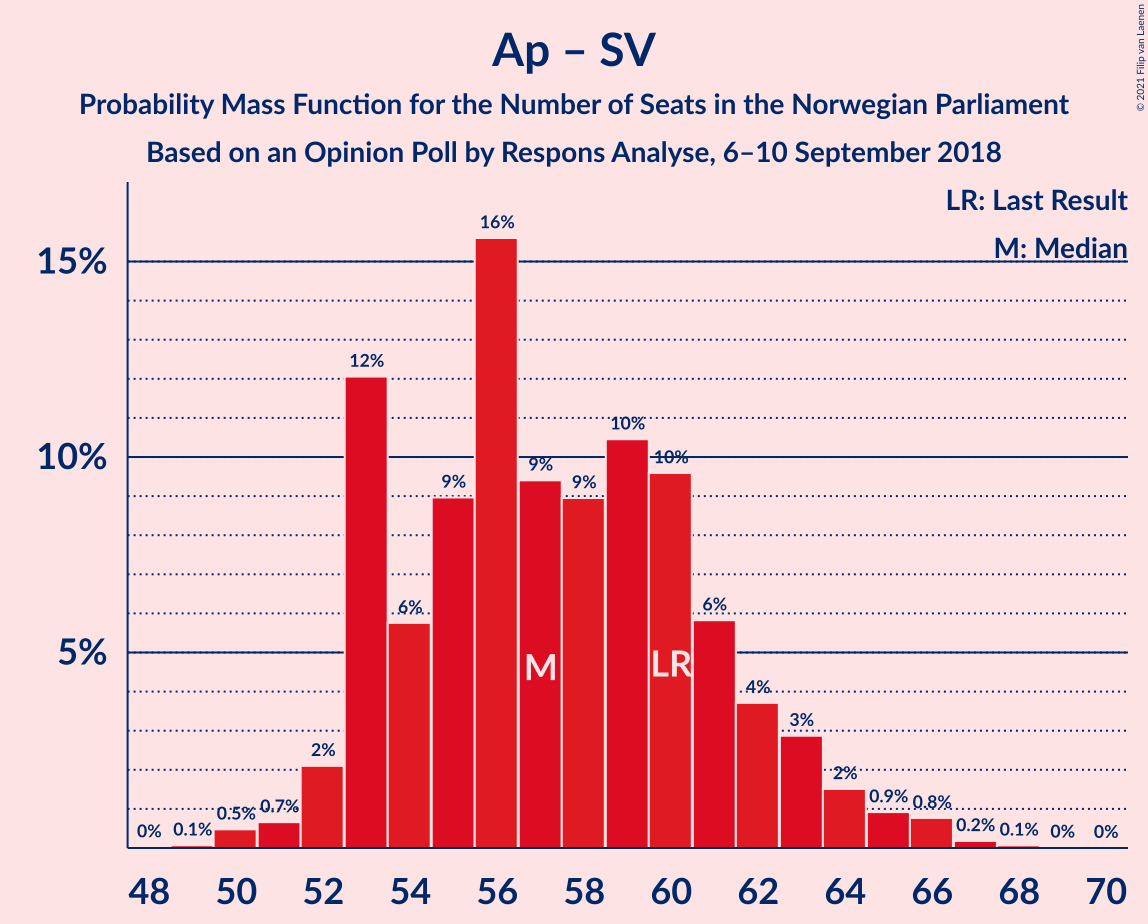 Ap – SV
Probability Mass Function for the Number of Seats in the Norwegian Parliament
Based on an Opinion Poll by Respons Analyse, 6–10 September 2018
© 2021 Filip van Laenen
LR: Last Result
M: Median
15%
10%
5%
0%
0.1%
0.5%
0.7%
2%
12%
6%
9%
16%
9%
9%
10%
10%
6%
4%
3%
2%
0.9%
0.8%
0.2%
0.1%
0%
0%
M
LR
48 50 52 54 56 58 60 62 64 66 68 70